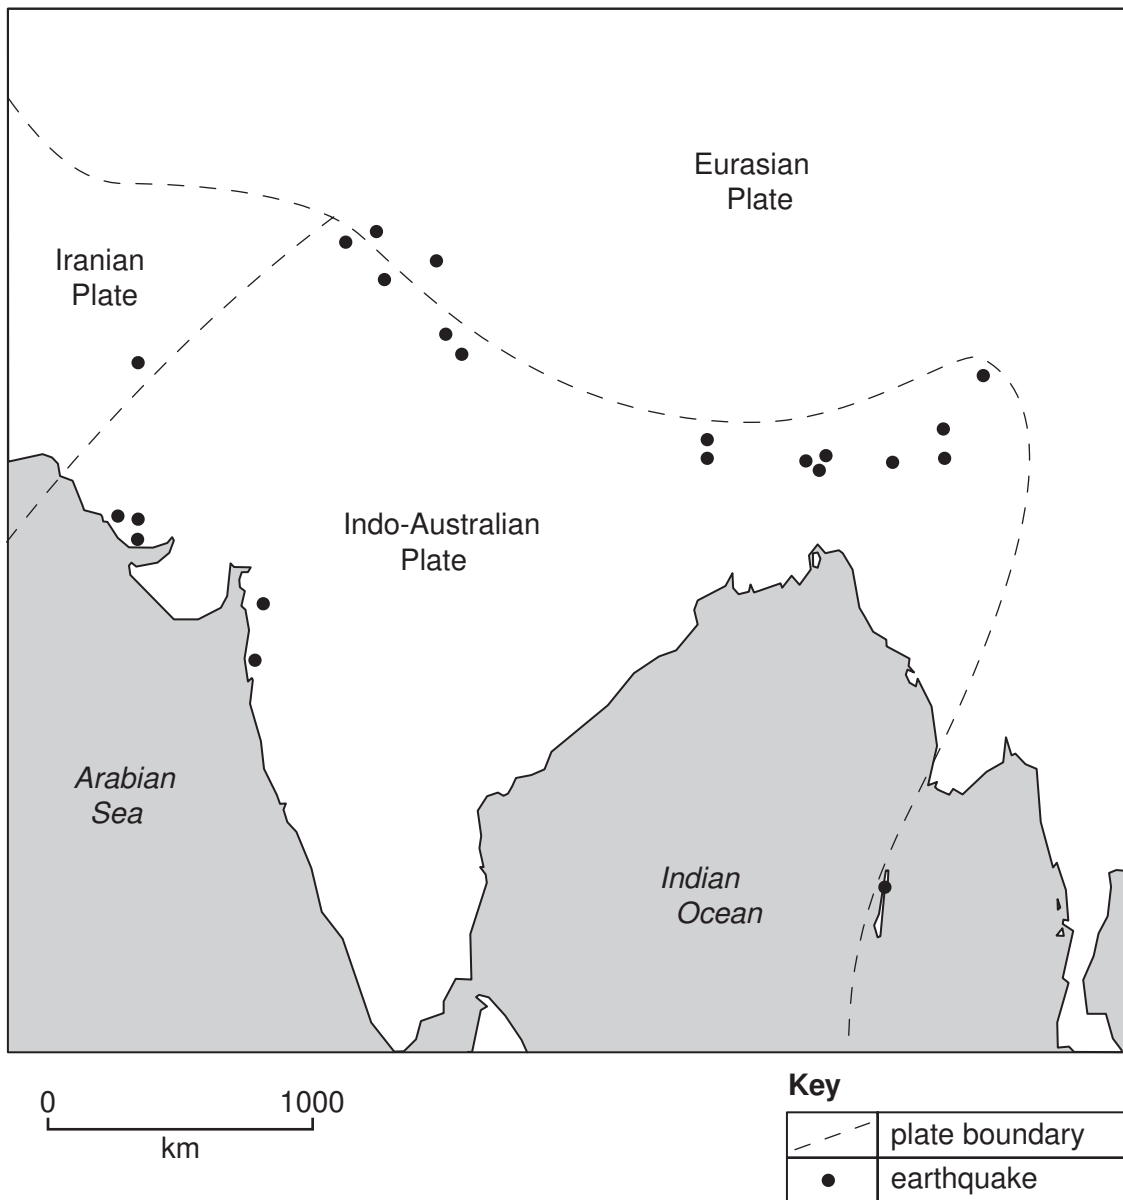 Eurasian
Plate
Iranian
Plate
Indo-Australian
Plate
Arabian
Sea
Indian
Ocean
0 1000
km
Key
plate boundary
earthquake